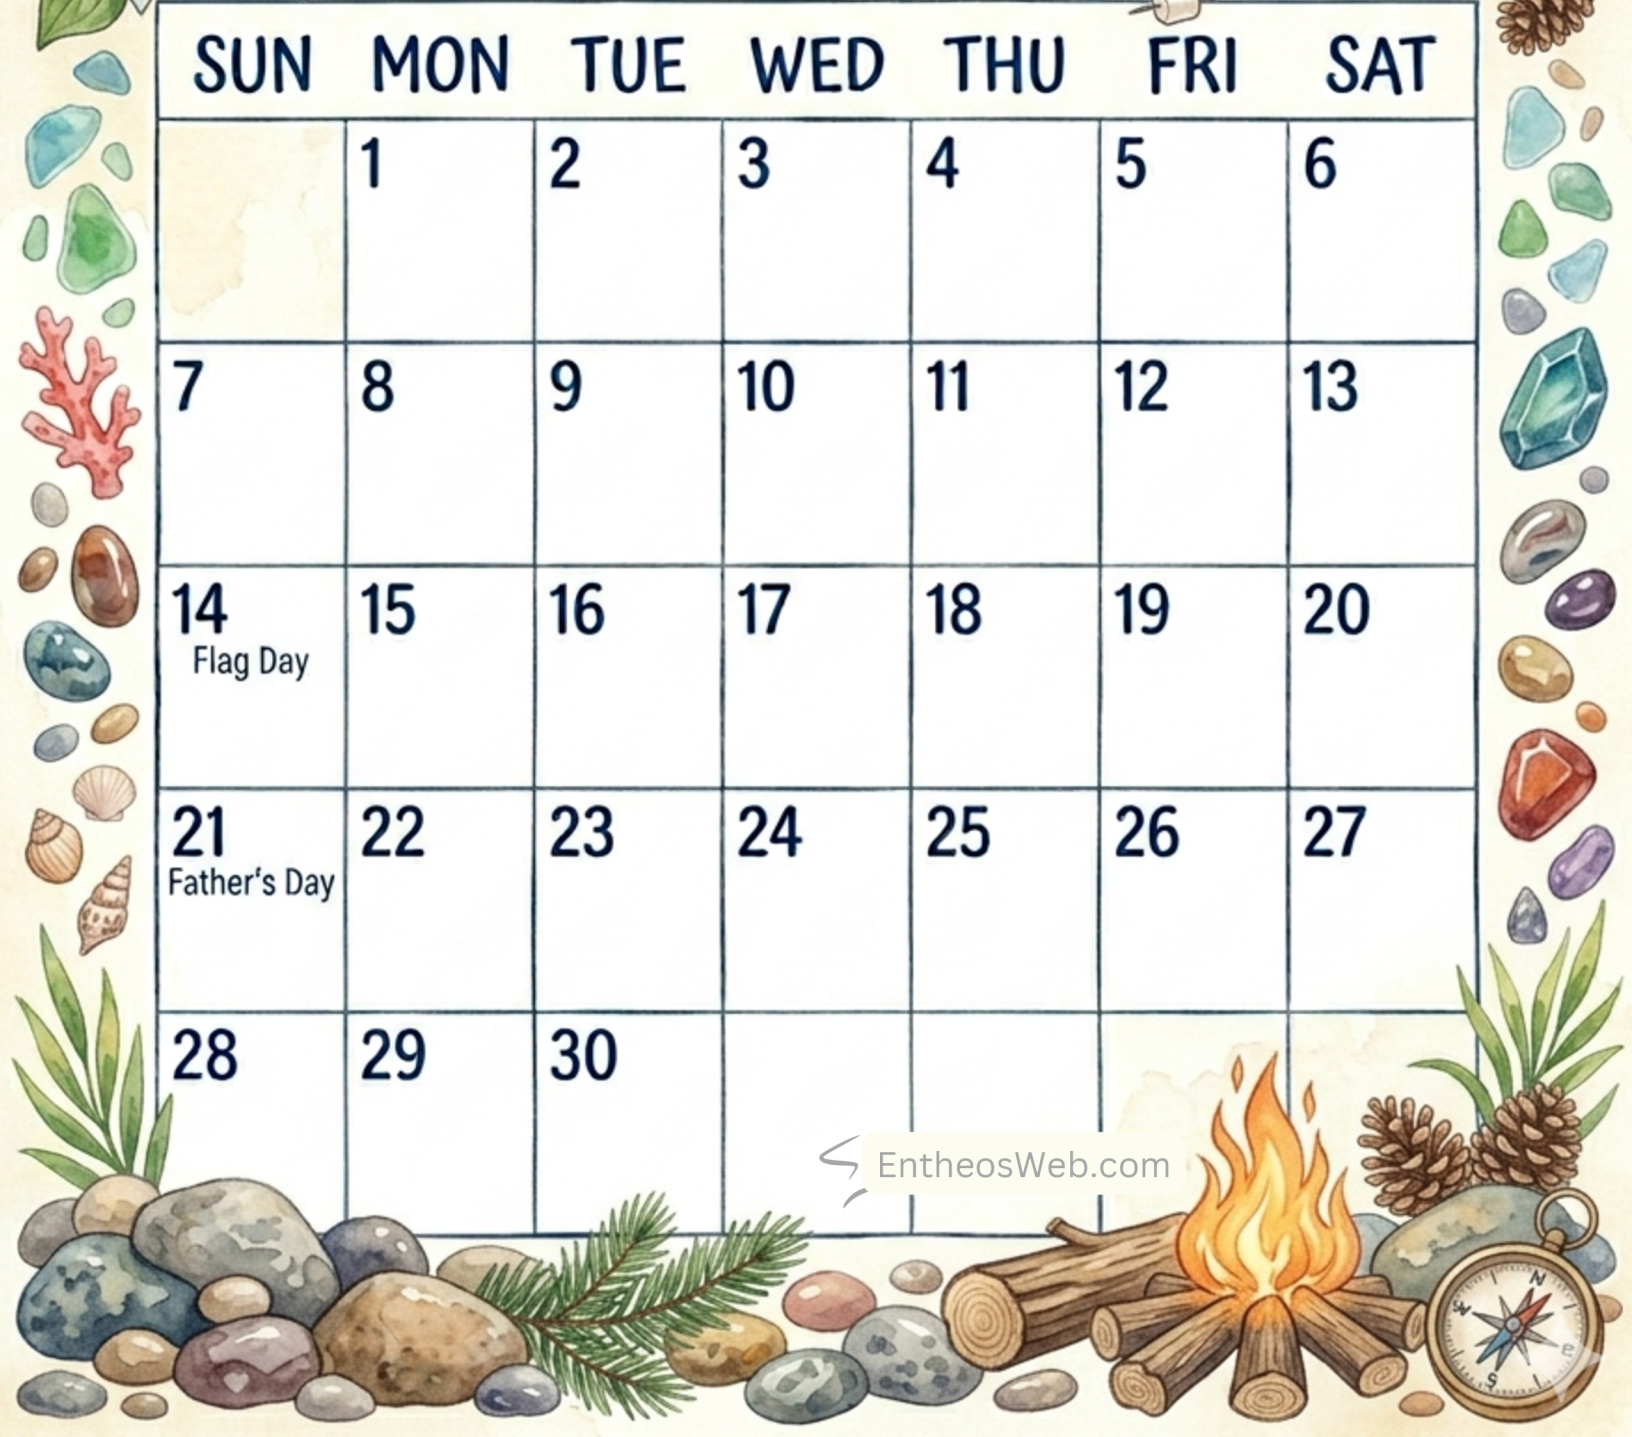 SUN MON TUE WED THU FRI SAT
1 2 3 4 5 6
7 8 9 10 11 12 13
14 15 16 17 18 19 20
Flag Day
21 22 23 24 25 26 27
Father's Day
28 29 30
EntheosWeb.com
N
S